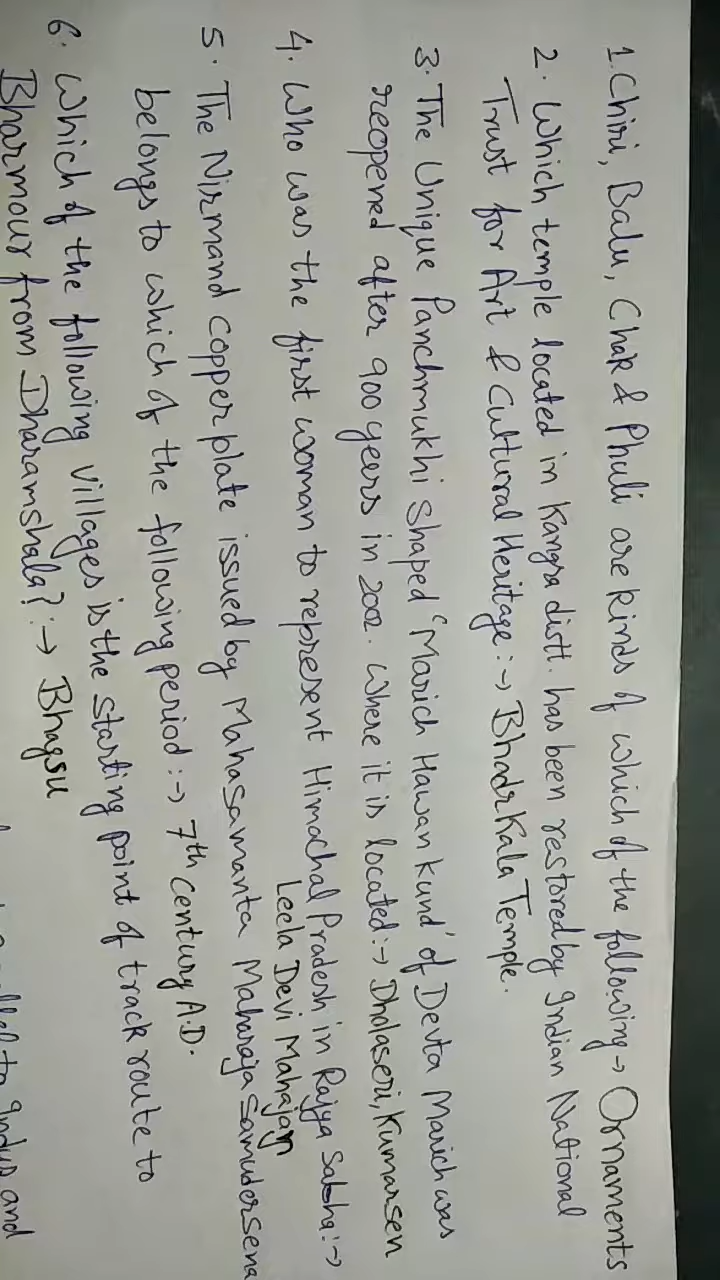 1. Chiri, Balu, Chak & Phuli are kinds of which of the following → Ornaments
2. Which temple located in Kangra distt. has been restored by Indian National
Trust for Art & Cultural Heritage :→ BhadrKala Temple.
3. The Unique Panchmukhi Shaped 'Marich Hawan Kund' of Devta Marich was
reopened after 900 years in 2002. Where it is located :→ Dholaseri, Kumarsen
4. Who was the first woman to represent Himachal Pradesh in Rajya Sabha :→
Leela Devi Mahajan
5. The Nirmand Copper plate issued by Mahasamanta Maharaja Samudersena
belongs to which of the following period :→ 7th Century A.D.
6. Which of the following villages is the starting point of track route to
Bharmour from Dharamshala? :→ Bhagsu
to Indus and